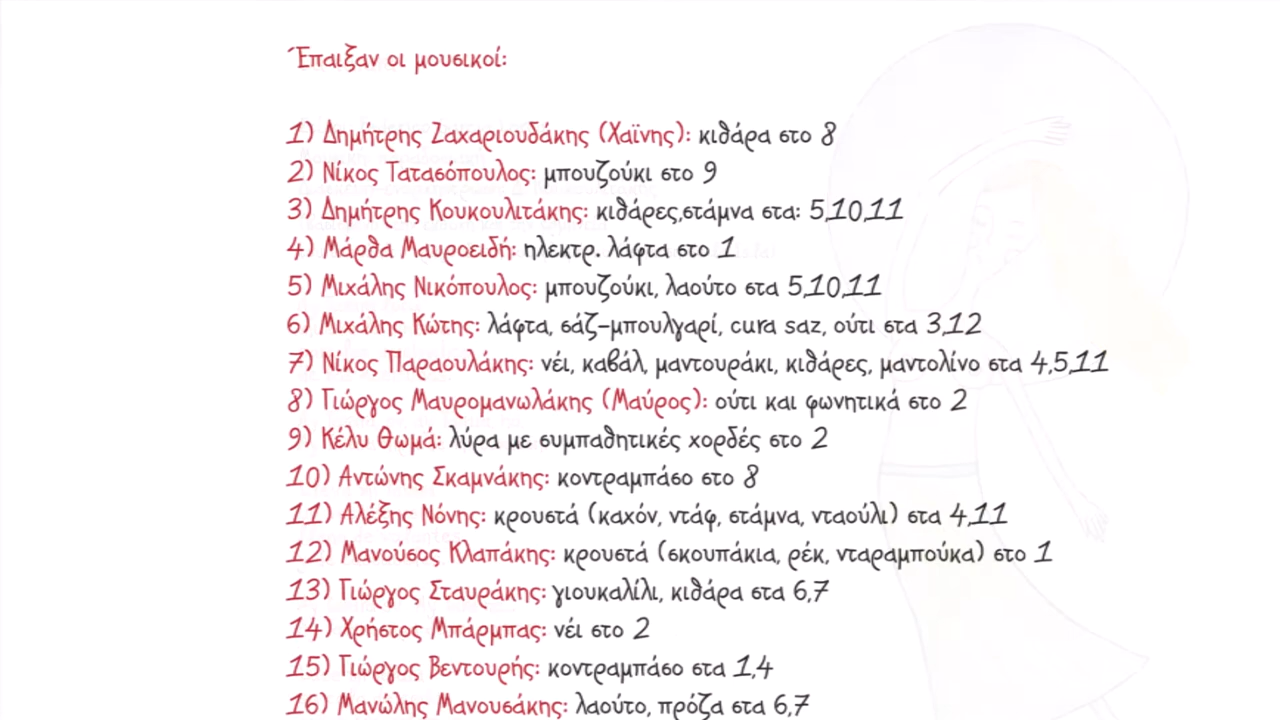 Έπαιξαν οι μουσικοί:
1) Δημήτρης Ζαχαριουδάκης (Χαΐνης): κιθάρα στο 8
2) Νίκος Τατασόπουλος: μπουζούκι στο 9
3) Δημήτρης Κουκουλιτάκης: κιθάρες,στάμνα στα: 5,10,11
4) Μάρθα Μαυροειδή: ηλεκτρ. λάφτα στο 1
5) Μιχάλης Νικόπουλος: μπουζούκι, λαούτο στα 5,10,11
6) Μιχάλης Κώτης: λάφτα, σάζ-μπουλγαρί, cura saz, ούτι στα 3,12
7) Νίκος Παραουλάκης: νέι, καβάλ, μαντουράκι, κιθάρες, μαντολίνο στα 4,5,11
8) Γιώργος Μαυρομανωλάκης (Μαύρος): ούτι και φωνητικά στο 2
9) Κέλυ Θωμά: λύρα με συμπαθητικές χορδές στο 2
10) Αντώνης Σκαμνάκης: κοντραμπάσο στο 8
11) Αλέξης Νόνης: κρουστά (καχόν, ντάφ, στάμνα, νταούλι) στα 4,11
12) Μανούσος Κλαπάκης: κρουστά (σκουπάκια, ρέκ, νταραμπούκα) στο 1
13) Γιώργος Σταυράκης: γιουκαλίλι, κιθάρα στα 6,7
14) Χρήστος Μπάρμπας: νέι στο 2
15) Γιώργος Βεντουρής: κοντραμπάσο στα 1,4
16) Μανώλης Μανουσάκης: λαούτο, πρόζα στα 6,7